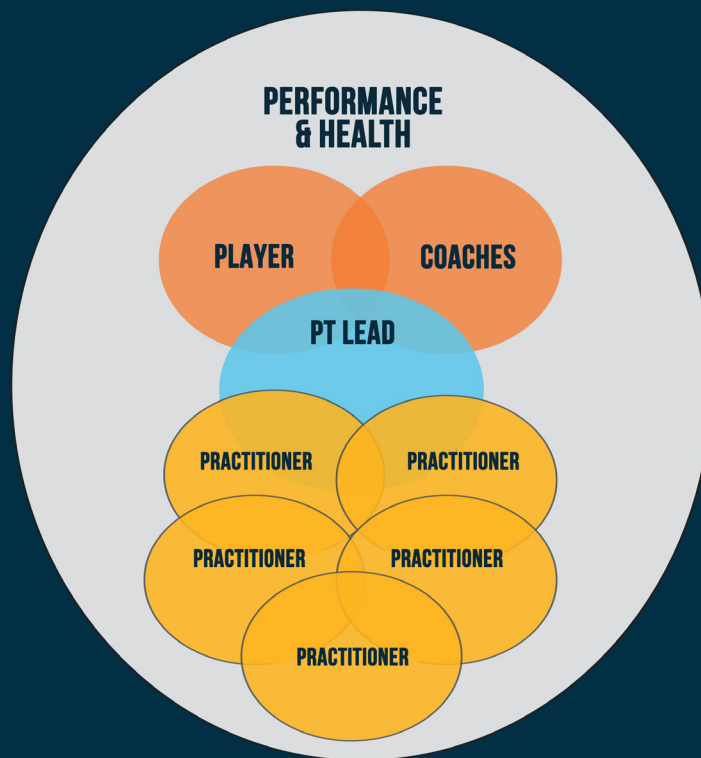 PERFORMANCE
& HEALTH
PLAYER
COACHES
PT LEAD
PRACTITIONER
PRACTITIONER
PRACTITIONER
PRACTITIONER
PRACTITIONER